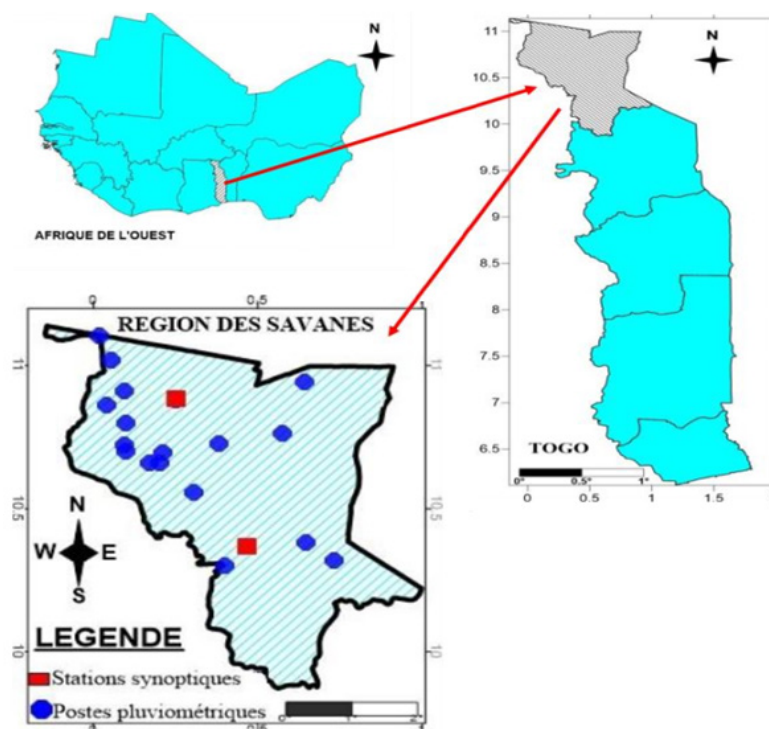 N
AFRIQUE DE L'OUEST
N
11
10.5
10
9.5
9
8.5
8
7.5
7
6.5
TOGO
0° 0.5° 1°
0 0.5 1 1.5
0 0.5 1
REGION DES SAVANES
11
11
10.5
10.5
10
10
N
W E
S
LEGENDE
Stations synoptiques
Postes pluviométriques
0